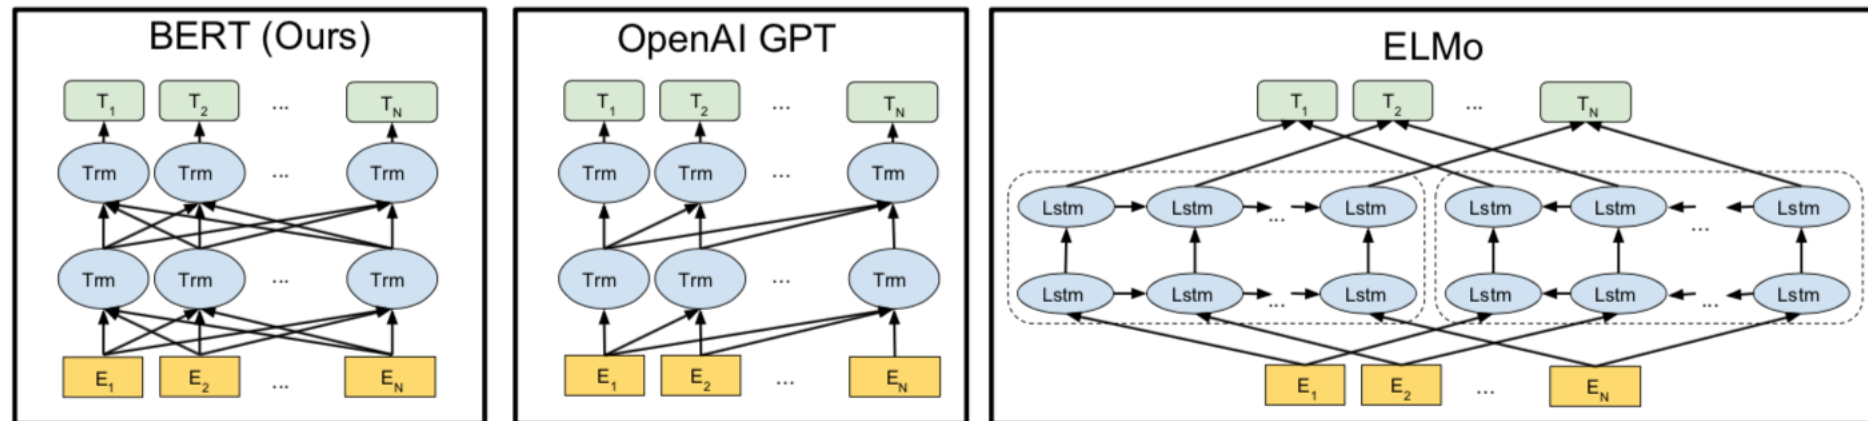 BERT (Ours)
T1 T2 ... TN
Trm Trm ... Trm
Trm Trm ... Trm
E1 E2 ... EN
OpenAI GPT
T1 T2 ... TN
Trm Trm ... Trm
Trm Trm ... Trm
E1 E2 ... EN
ELMo
T1 T2 ... TN
Lstm Lstm ... Lstm Lstm Lstm ... Lstm
Lstm Lstm ... Lstm Lstm Lstm ... Lstm
E1 E2 ... EN